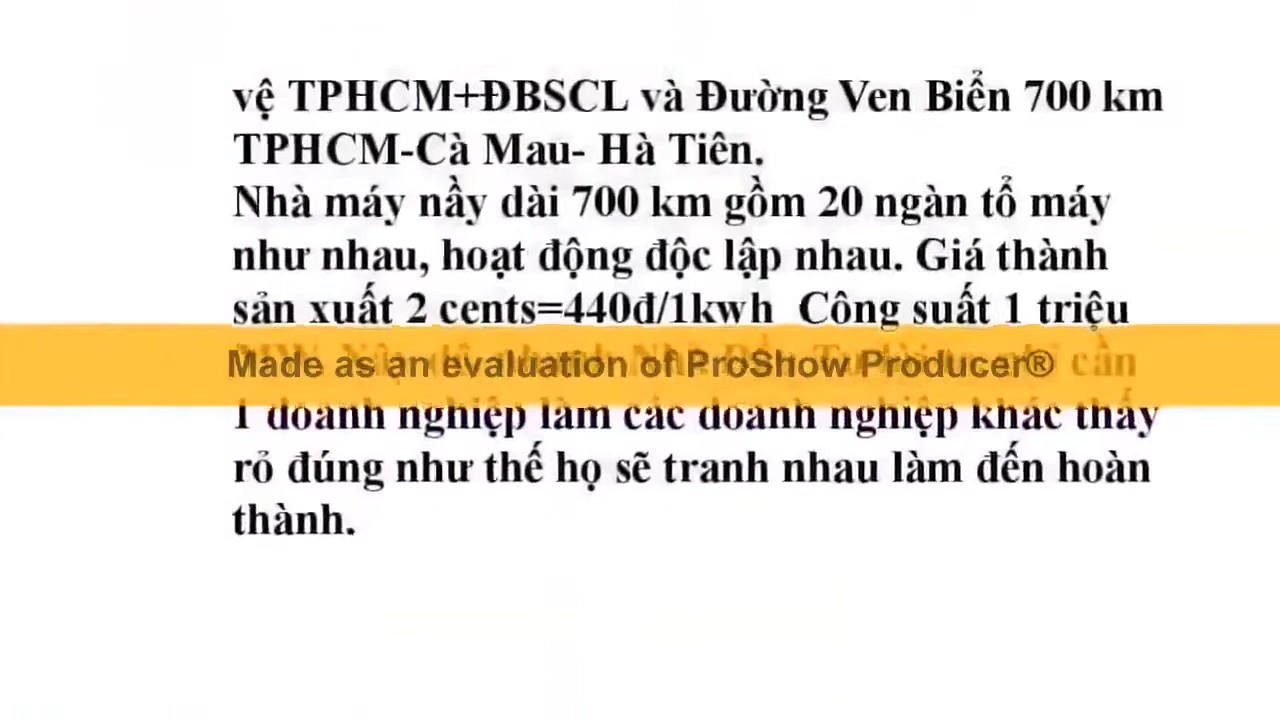 vệ TPHCM+ĐBSCL và Đường Ven Biển 700 km
TPHCM-Cà Mau- Hà Tiên.
Nhà máy nầy dài 700 km gồm 20 ngàn tổ máy
như nhau, hoạt động độc lập nhau. Giá thành
sản xuất 2 cents=440đ/1kwh Công suất 1 triệu
Made as an evaluation of ProShow Producer®
cần
1 doanh nghiệp làm các doanh nghiệp khác thấy
rỏ đúng như thế họ sẽ tranh nhau làm đến hoàn
thành.